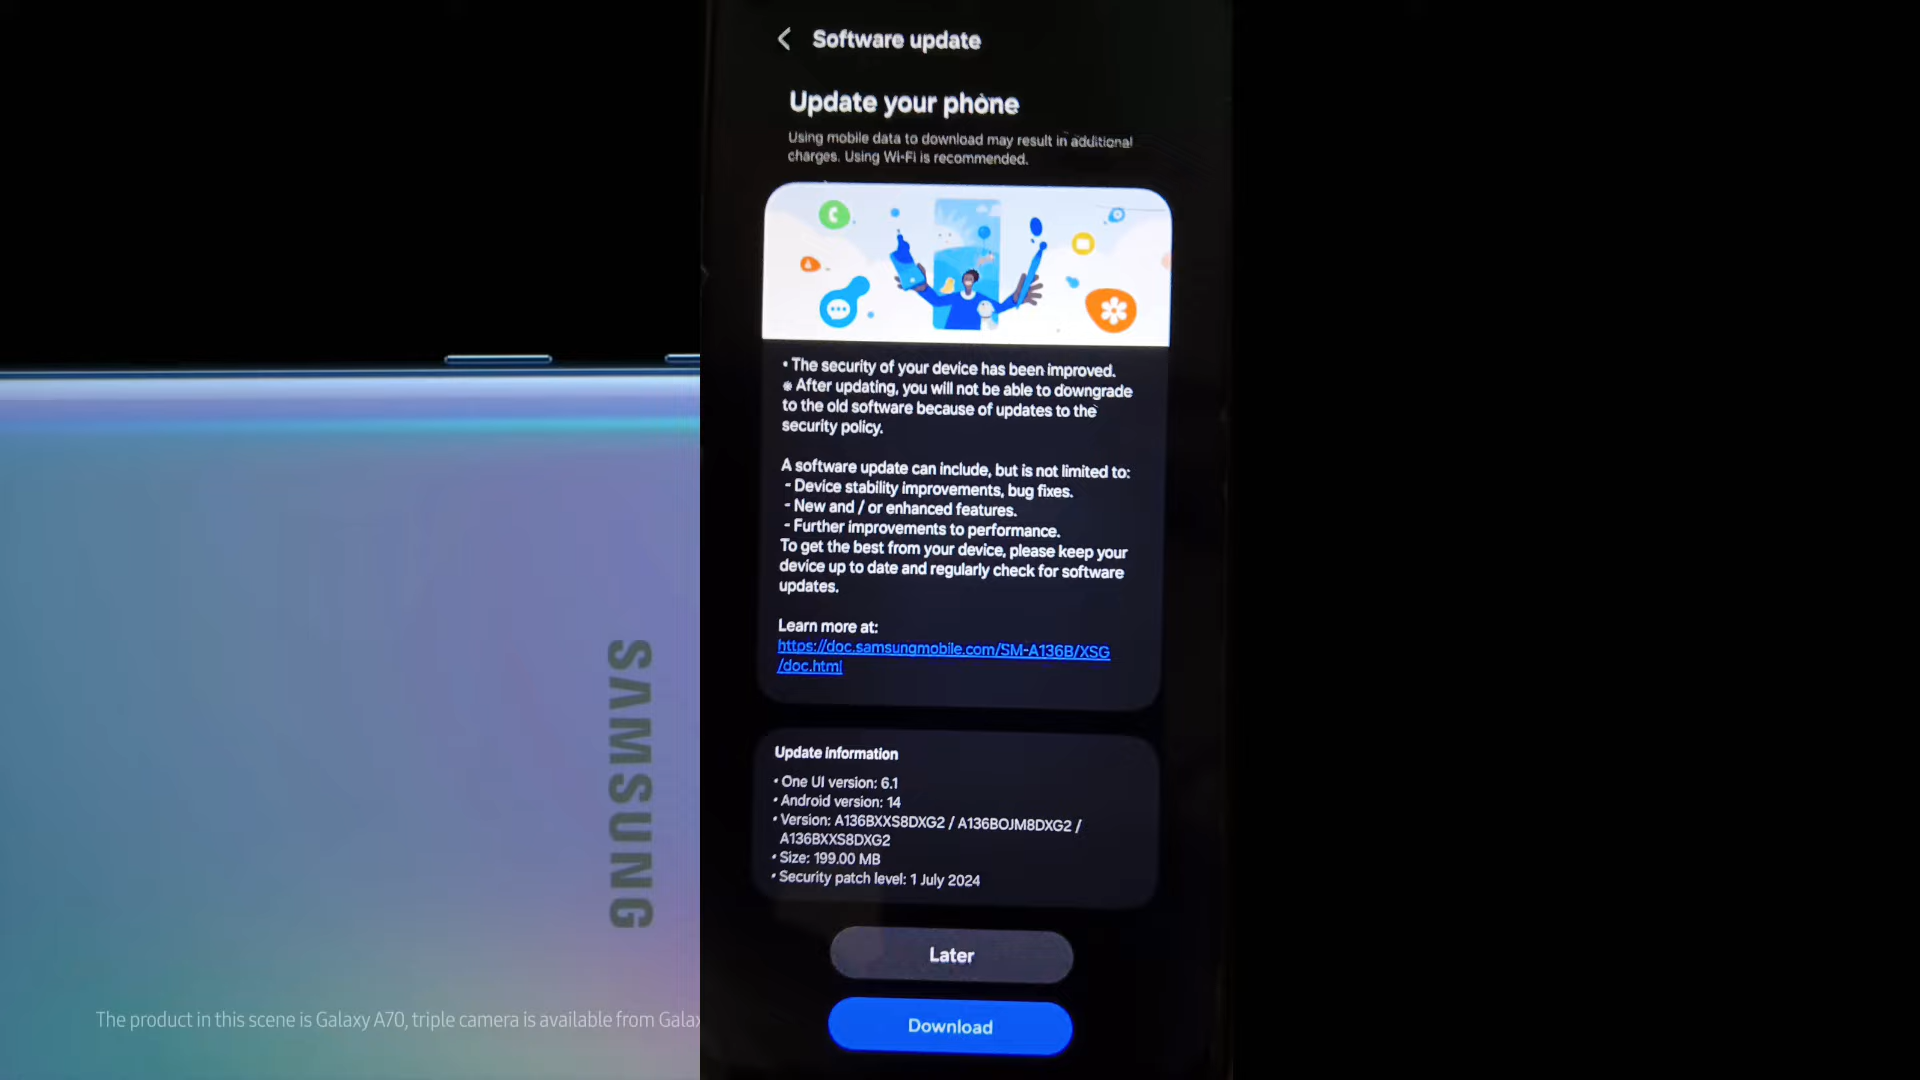 Software update
Update your phone
Using mobile data to download may result in additional
charges. Using Wi-Fi is recommended.
• The security of your device has been improved.
※ After updating, you will not be able to downgrade
to the old software because of updates to the
security policy.
A software update can include, but is not limited to:
- Device stability improvements, bug fixes.
- New and / or enhanced features.
- Further improvements to performance.
To get the best from your device, please keep your
device up to date and regularly check for software
updates.
Learn more at:
https://doc.samsungmobile.com/SM-A136B/XSG
/doc.html
Update information
• One UI version: 6.1
• Android version: 14
• Version: A136BXXS8DXG2 / A136BOJM8DXG2 /
A136BXXS8DXG2
• Size: 199.00 MB
• Security patch level: 1 July 2024
Later
Download
SAMSUNG
The product in this scene is Galaxy A70, triple camera is available from